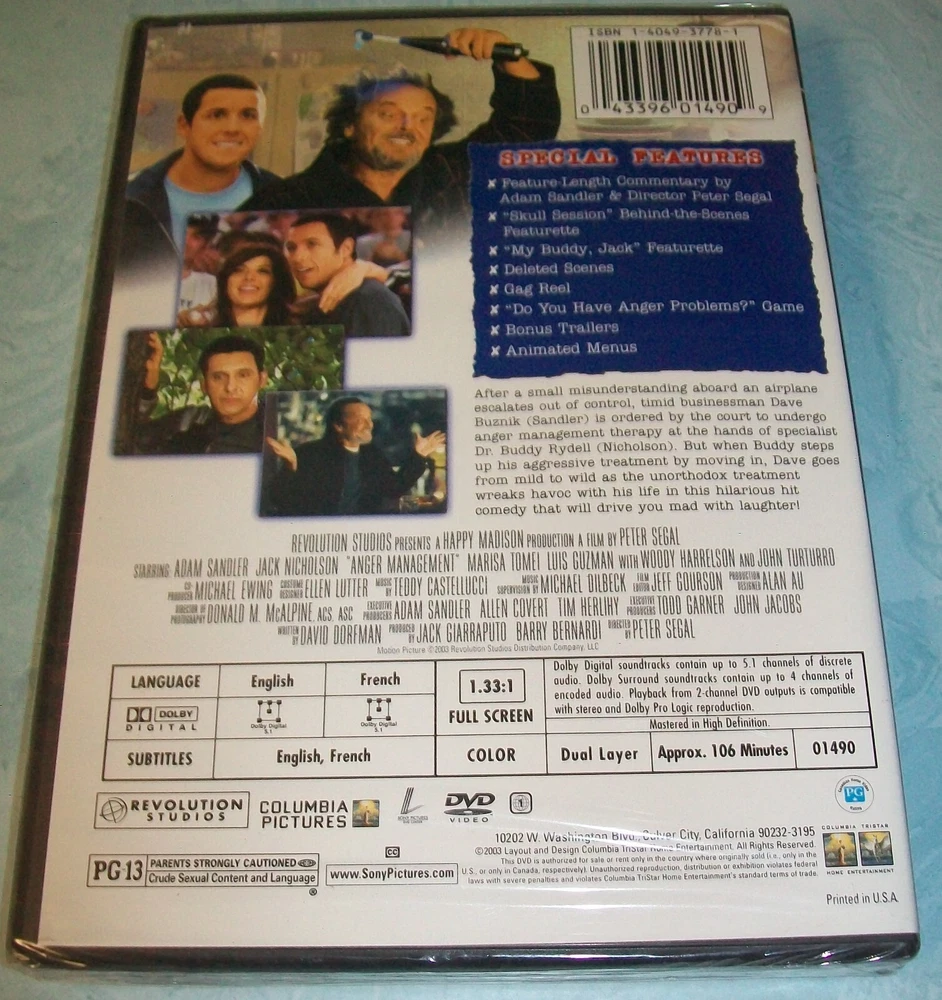 ISBN 1-4049-3778-1
0 43396 01490 9
SPECIAL FEATURES
Feature-Length Commentary by
Adam Sandler & Director Peter Segal
"Skull Session" Behind-the-Scenes
Featurette
"My Buddy, Jack" Featurette
Deleted Scenes
Gag Reel
"Do You Have Anger Problems?" Game
Bonus Trailers
Animated Menus
After a small misunderstanding aboard an airplane
escalates out of control, timid businessman Dave
Buznik (Sandler) is ordered by the court to undergo
anger management therapy at the hands of specialist
Dr. Buddy Rydell (Nicholson). But when Buddy steps
up his aggressive treatment by moving in, Dave goes
from mild to wild as the unorthodox treatment
wreaks havoc with his life in this hilarious hit
comedy that will drive you mad with laughter!
REVOLUTION STUDIOS PRESENTS A HAPPY MADISON PRODUCTION A FILM BY PETER SEGAL
STARRING ADAM SANDLER JACK NICHOLSON "ANGER MANAGEMENT" MARISA TOMEI LUIS GUZMAN WITH WOODY HARRELSON AND JOHN TURTURRO
CO-PRODUCER MICHAEL EWING COSTUME DESIGNER ELLEN LUTTER MUSIC BY TEDDY CASTELLUCCI MUSIC SUPERVISION BY MICHAEL DILBECK FILM EDITOR JEFF GOURSON PRODUCTION DESIGNER ALAN AU
DIRECTOR OF PHOTOGRAPHY DONALD M. McALPINE, ACS, ASC EXECUTIVE PRODUCERS ADAM SANDLER ALLEN COVERT TIM HERLIHY EXECUTIVE PRODUCERS TODD GARNER JOHN JACOBS
WRITTEN BY DAVID DORFMAN PRODUCED BY JACK GIARRAPUTO BARRY BERNARDI DIRECTED BY PETER SEGAL
Motion Picture ©2003 Revolution Studios Distribution Company, LLC
LANGUAGE English French
DOLBY DIGITAL Dolby Digital 5.1 Dolby Digital 5.1
SUBTITLES English, French
1.33:1
FULL SCREEN
COLOR
Dolby Digital soundtracks contain up to 5.1 channels of discrete
audio. Dolby Surround soundtracks contain up to 4 channels of
encoded audio. Playback from 2-channel DVD outputs is compatible
with stereo and Dolby Pro Logic reproduction.
Mastered in High Definition.
Dual Layer Approx. 106 Minutes 01490
REVOLUTION
STUDIOS
COLUMBIA
PICTURES
DVD
VIDEO
1
PG
10202 W. Washington Blvd., Culver City, California 90232-3195
©2003 Layout and Design Columbia TriStar Home Entertainment. All Rights Reserved.
This DVD is authorized for sale or rent only in the country where originally sold (i.e., only in the
U.S., or only in Canada, respectively). Unauthorized reproduction, distribution or exhibition violates federal
laws with severe penalties and violates Columbia TriStar Home Entertainment's standard terms of trade.
COLUMBIA TRISTAR
HOME ENTERTAINMENT
PG-13 PARENTS STRONGLY CAUTIONED
Crude Sexual Content and Language
®
CC
www.SonyPictures.com
Printed in U.S.A.